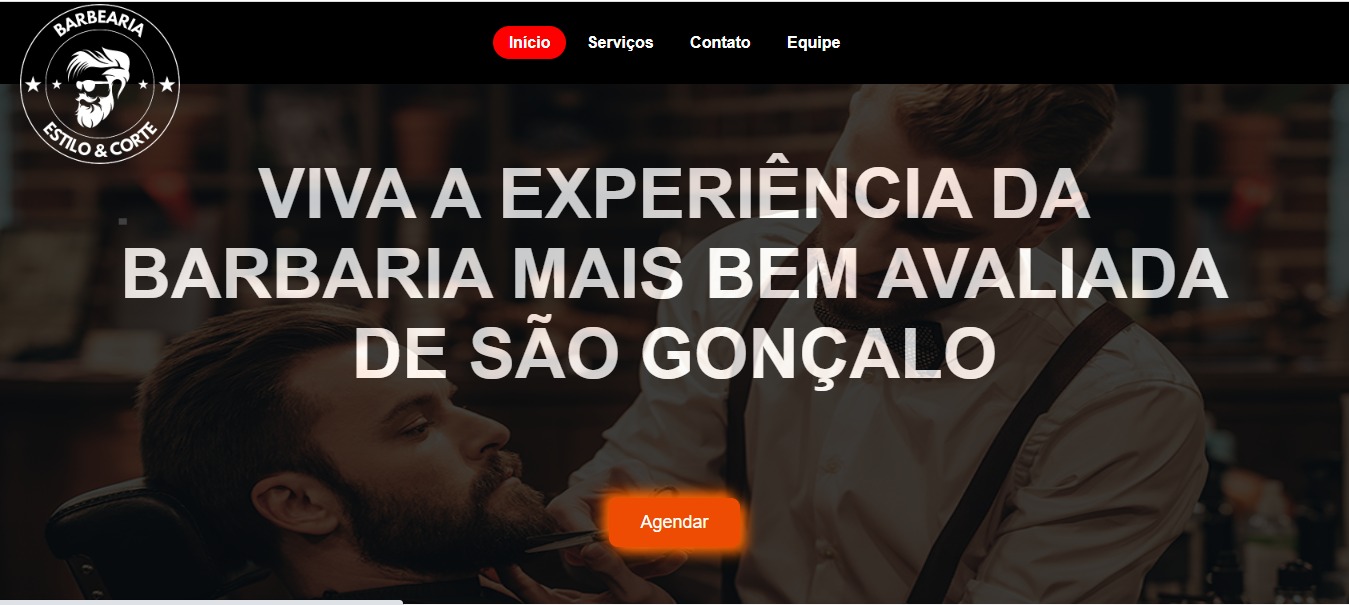 BARBEARIA
ESTILO & CORTE
Início
Serviços
Contato
Equipe
VIVA A EXPERIÊNCIA DA
BARBARIA MAIS BEM AVALIADA
DE SÃO GONÇALO
Agendar